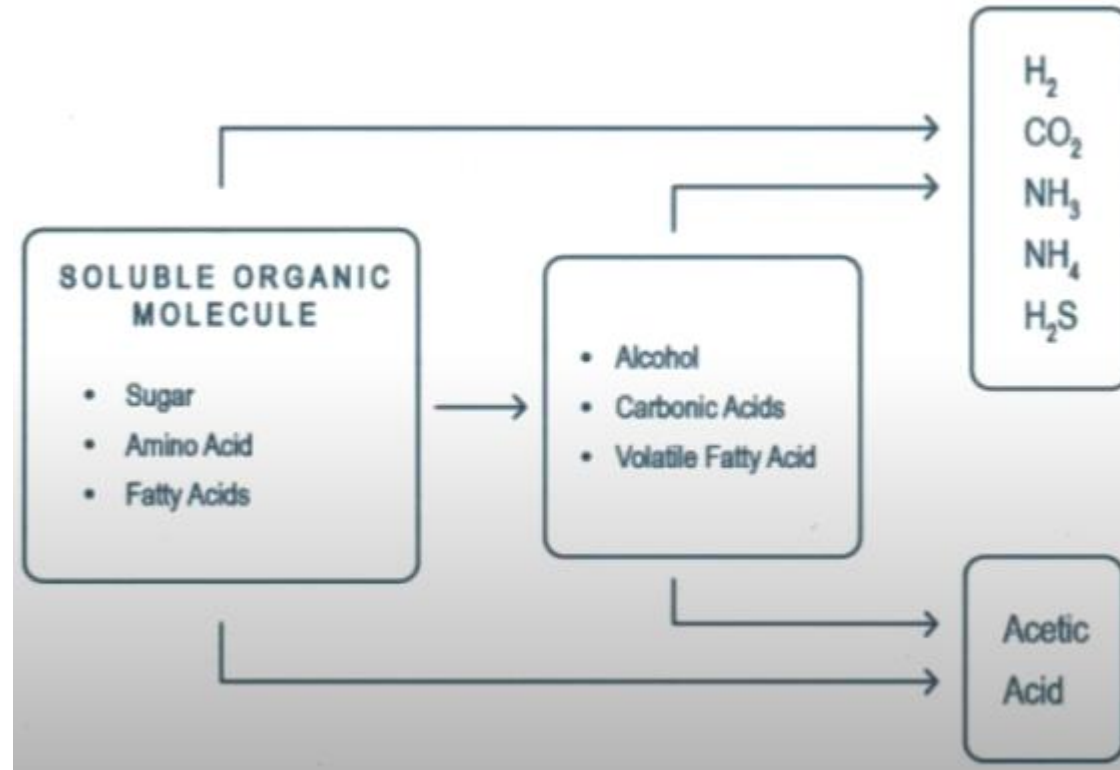 SOLUBLE ORGANIC
MOLECULE
• Sugar
• Amino Acid
• Fatty Acids
• Alcohol
• Carbonic Acids
• Volatile Fatty Acid
H₂
CO₂
NH₃
NH₄
H₂S
Acetic
Acid